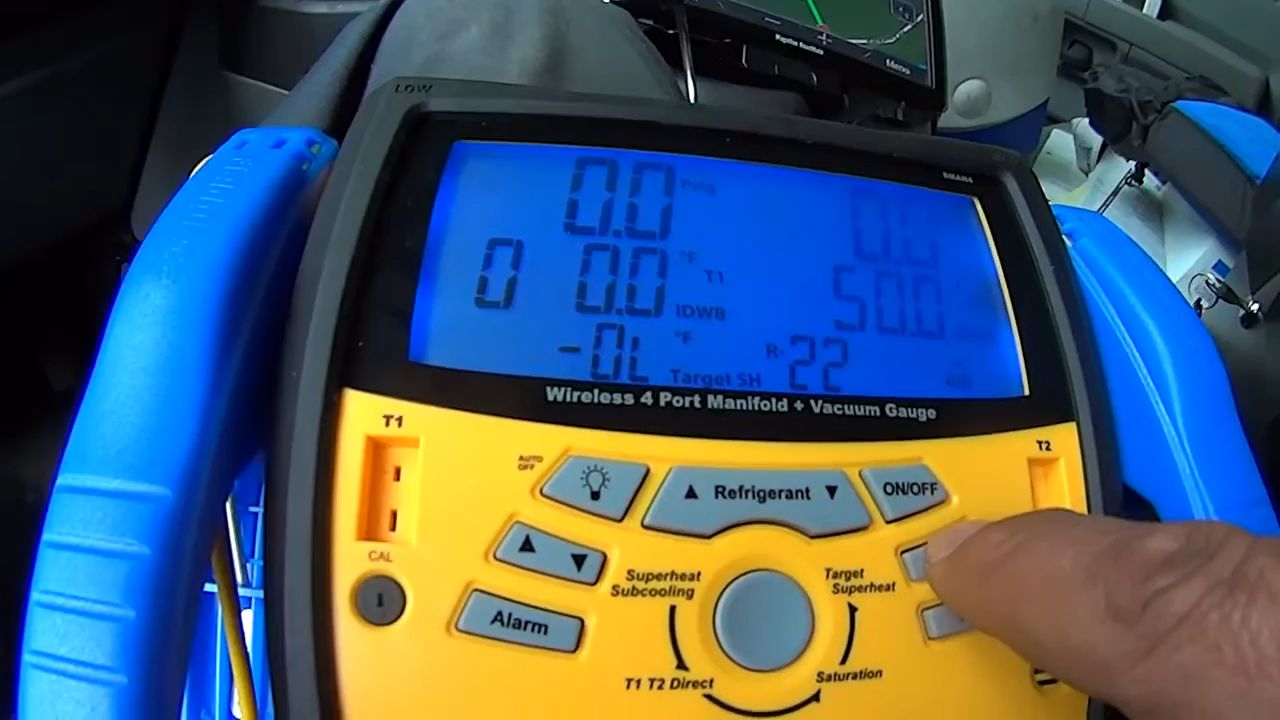 Menu
LOW
0.0 Psig 0.0
0 0.0 °F T1 50.0
IDWB
-OL °F Target SH R-22
Wireless 4 Port Manifold + Vacuum Gauge
T1
T2
AUTO OFF
▲ Refrigerant ▼
ON/OFF
▲ ▼
CAL
Alarm
Superheat
Subcooling
Target
Superheat
T1 T2 Direct
Saturation